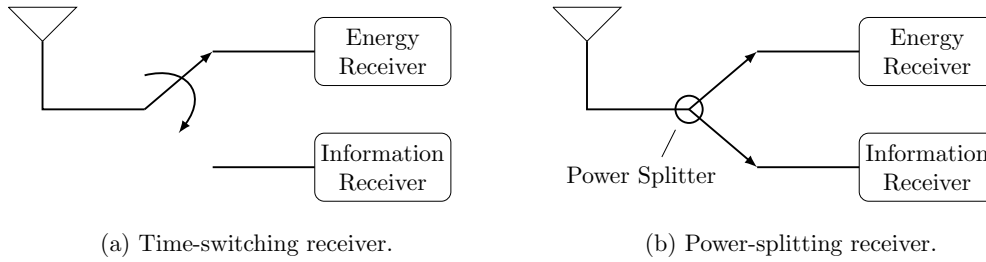 Energy
Receiver
Information
Receiver
(a) Time-switching receiver.
Energy
Receiver
Power Splitter
Information
Receiver
(b) Power-splitting receiver.